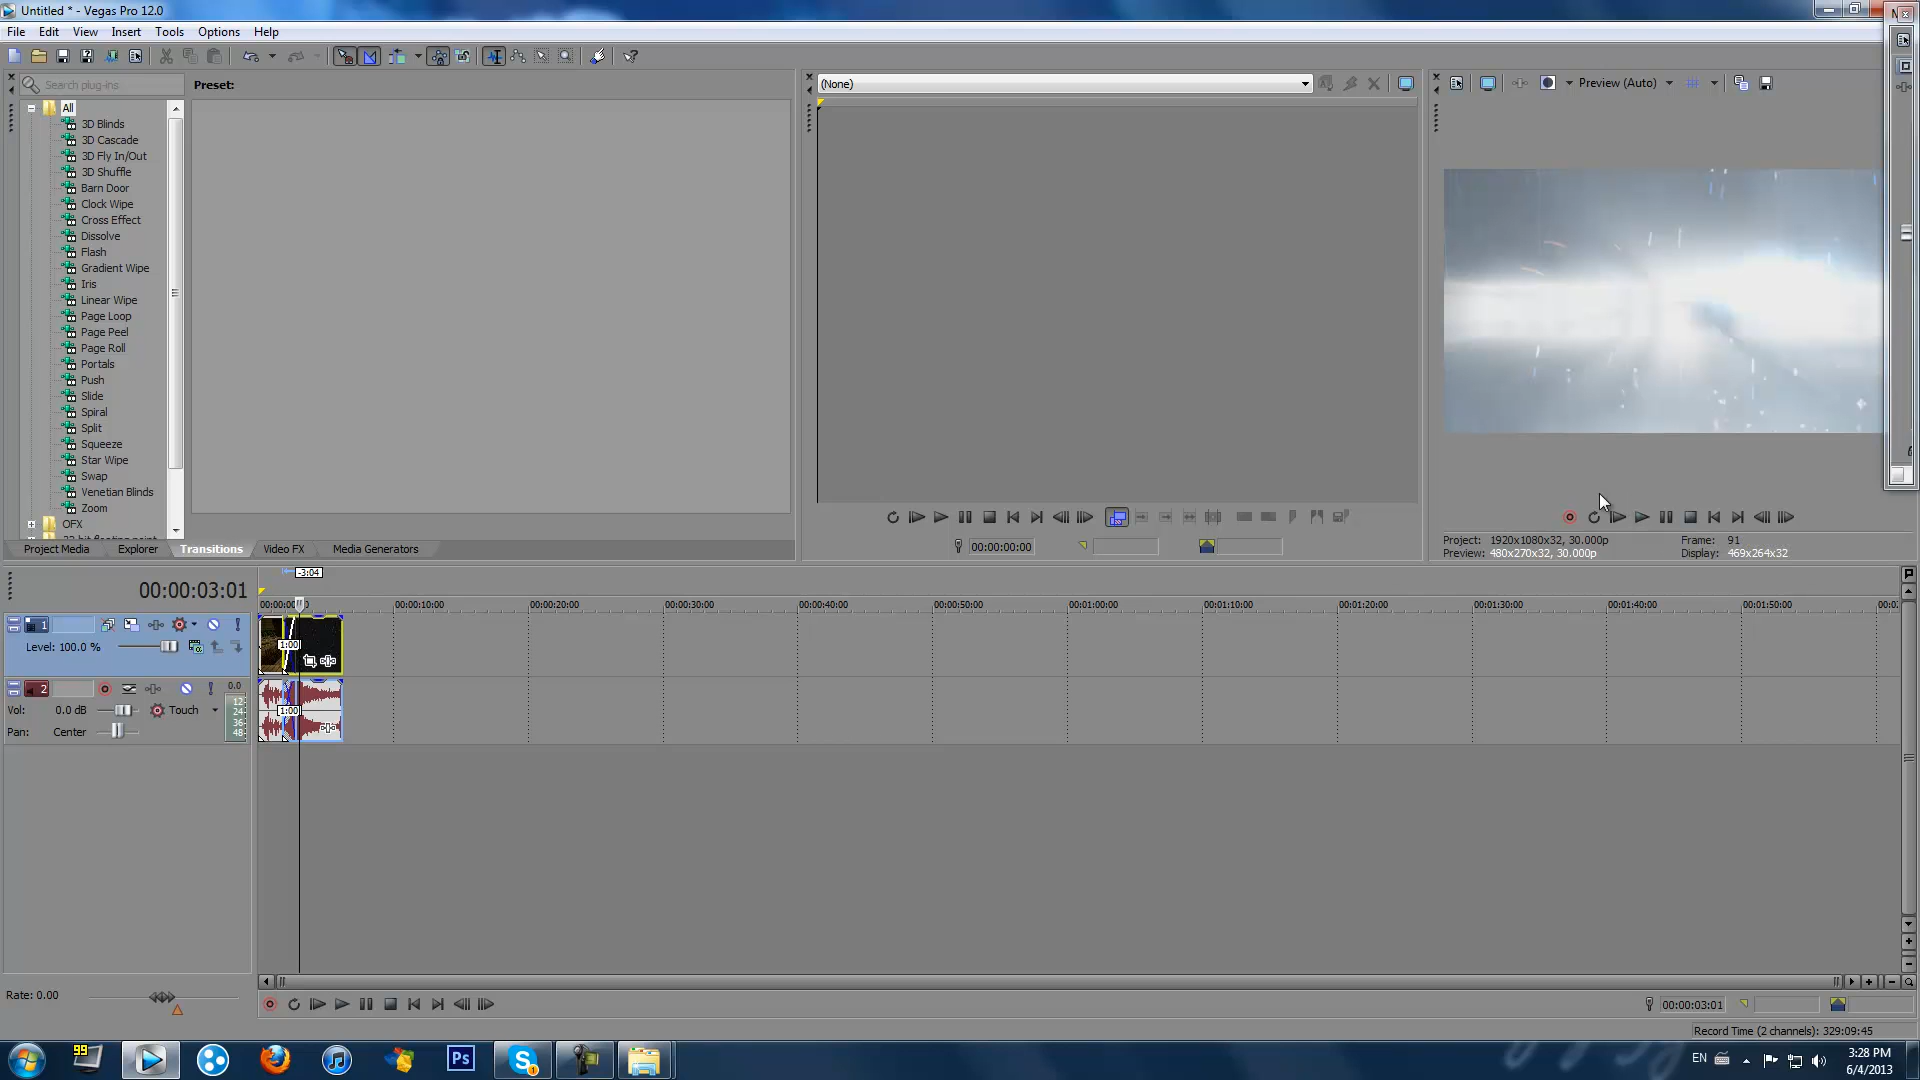 Untitled * - Vegas Pro 12.0
File Edit View Insert Tools Options Help
Search plug-ins
Preset:
(None)
Preview (Auto)
All
3D Blinds
3D Cascade
3D Fly In/Out
3D Shuffle
Barn Door
Clock Wipe
Cross Effect
Dissolve
Flash
Gradient Wipe
Iris
Linear Wipe
Page Loop
Page Peel
Page Roll
Portals
Push
Slide
Spiral
Split
Squeeze
Star Wipe
Swap
Venetian Blinds
Zoom
OFX
Project Media Explorer Transitions Video FX Media Generators
00:00:00:00
Project: 1920x1080x32, 30.000p Frame: 91
Preview: 480x270x32, 30.000p Display: 469x264x32
-3:04
00:00:03:01
00:00:10:00 00:00:20:00 00:00:30:00 00:00:40:00 00:00:50:00 00:01:00:00 00:01:10:00 00:01:20:00 00:01:30:00 00:01:40:00 00:01:50:00
1
Level: 100.0 %
1:00
2
0.0
12
24
36
48
Vol: 0.0 dB Touch
Pan: Center
1:00
Rate: 0.00
00:00:03:01
Record Time (2 channels): 329:09:45
99
Ps
EN
3:28 PM
6/4/2013